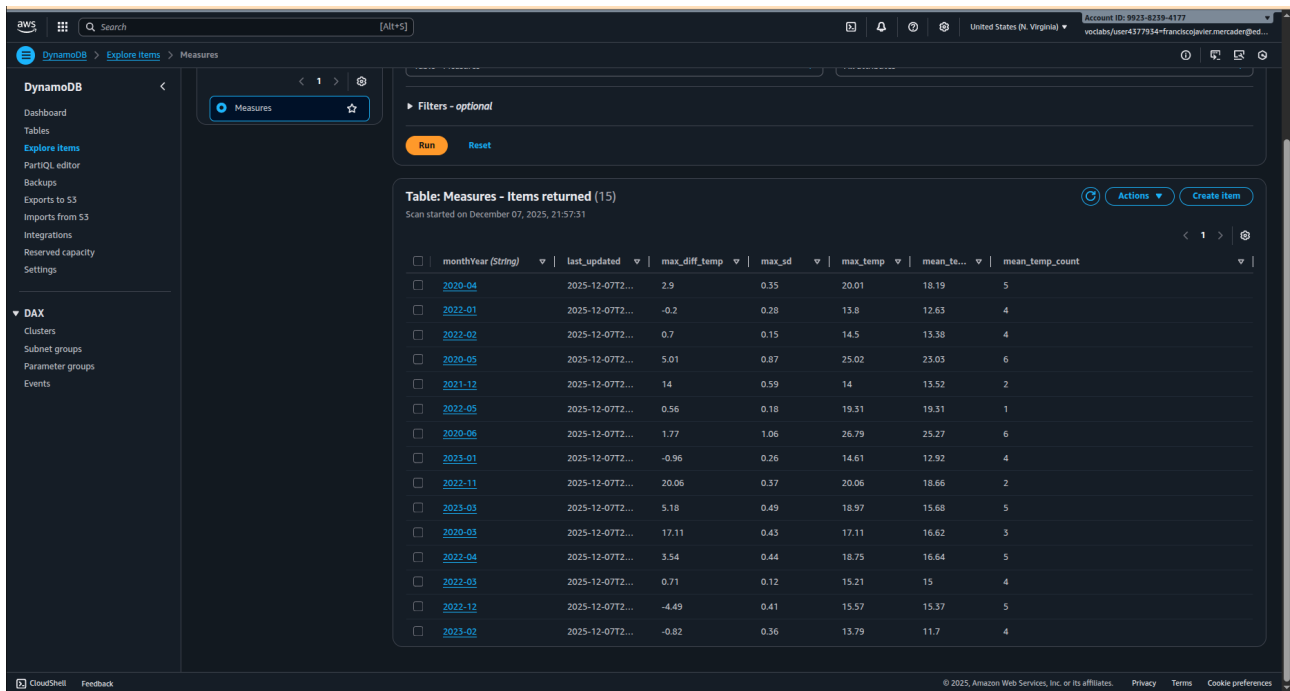 aws
Search [Alt+S]
United States (N. Virginia)
Account ID: 9923-8239-4177
voclabs/user4377934=franciscojavier.mercader@ed...
DynamoDB > Explore items > Measures
DynamoDB
Dashboard
Tables
Explore items
PartiQL editor
Backups
Exports to S3
Imports from S3
Integrations
Reserved capacity
Settings
DAX
Clusters
Subnet groups
Parameter groups
Events
1
Measures
Filters - optional
Run Reset
Table: Measures - Items returned (15)
Scan started on December 07, 2025, 21:57:31
Actions Create item
1
monthYear (String) last_updated max_diff_temp max_sd max_temp mean_te... mean_temp_count
2020-04 2025-12-07T2... 2.9 0.35 20.01 18.19 5
2022-01 2025-12-07T2... -0.2 0.28 13.8 12.63 4
2022-02 2025-12-07T2... 0.7 0.15 14.5 13.38 4
2020-05 2025-12-07T2... 5.01 0.87 25.02 23.03 6
2021-12 2025-12-07T2... 14 0.59 14 13.52 2
2022-05 2025-12-07T2... 0.56 0.18 19.31 19.31 1
2020-06 2025-12-07T2... 1.77 1.06 26.79 25.27 6
2023-01 2025-12-07T2... -0.96 0.26 14.61 12.92 4
2022-11 2025-12-07T2... 20.06 0.37 20.06 18.66 2
2023-03 2025-12-07T2... 5.18 0.49 18.97 15.68 5
2020-03 2025-12-07T2... 17.11 0.43 17.11 16.62 3
2022-04 2025-12-07T2... 3.54 0.44 18.75 16.64 5
2022-03 2025-12-07T2... 0.71 0.12 15.21 15 4
2022-12 2025-12-07T2... -4.49 0.41 15.57 15.37 5
2023-02 2025-12-07T2... -0.82 0.36 13.79 11.7 4
CloudShell Feedback © 2025, Amazon Web Services, Inc. or its affiliates. Privacy Terms Cookie preferences